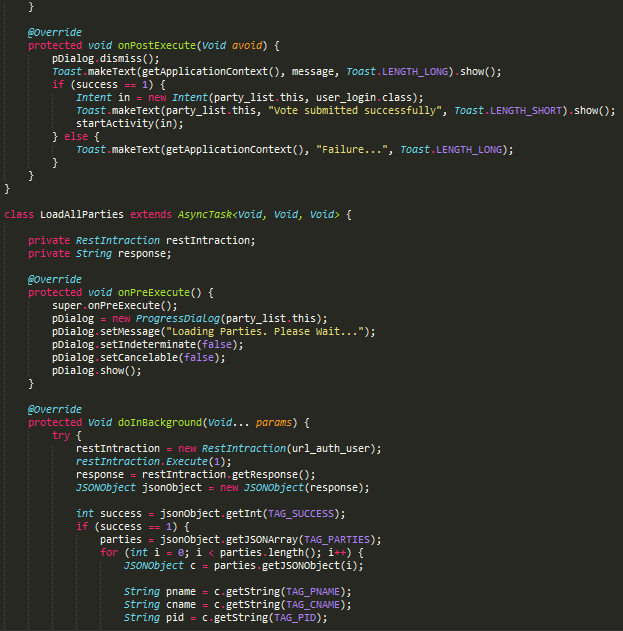 }
@Override
protected void onPostExecute(Void avoid) {
pDialog.dismiss();
Toast.makeText(getApplicationContext(), message, Toast.LENGTH_LONG).show();
if (success == 1) {
Intent in = new Intent(party_list.this, user_login.class);
Toast.makeText(party_list.this, "Vote submitted successfully", Toast.LENGTH_SHORT).show();
startActivity(in);
} else {
Toast.makeText(getApplicationContext(), "Failure...", Toast.LENGTH_LONG);
}
}
}
class LoadAllParties extends AsyncTask<Void, Void, Void> {
private RestIntraction restIntraction;
private String response;
@Override
protected void onPreExecute() {
super.onPreExecute();
pDialog = new ProgressDialog(party_list.this);
pDialog.setMessage("Loading Parties. Please Wait...");
pDialog.setIndeterminate(false);
pDialog.setCancelable(false);
pDialog.show();
}
@Override
protected Void doInBackground(Void... params) {
try {
restIntraction = new RestIntraction(url_auth_user);
restIntraction.Execute(1);
response = restIntraction.getResponse();
JSONObject jsonObject = new JSONObject(response);
int success = jsonObject.getInt(TAG_SUCCESS);
if (success == 1) {
parties = jsonObject.getJSONArray(TAG_PARTIES);
for (int i = 0; i < parties.length(); i++) {
JSONObject c = parties.getJSONObject(i);
String pname = c.getString(TAG_PNAME);
String cname = c.getString(TAG_CNAME);
String pid = c.getString(TAG_PID);